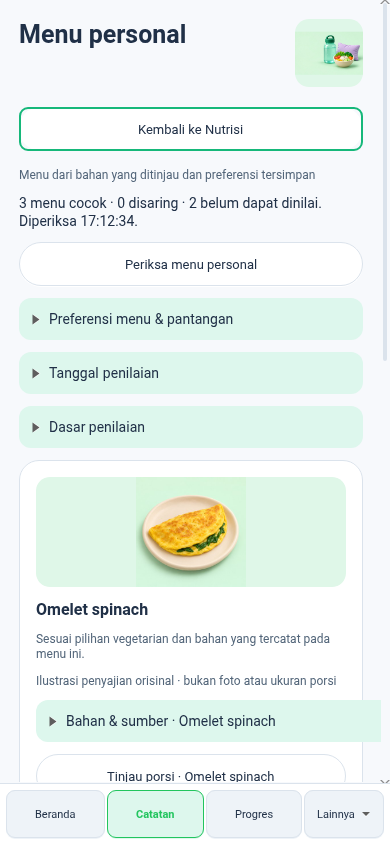 Menu personal
Kembali ke Nutrisi
Menu dari bahan yang ditinjau dan preferensi tersimpan
3 menu cocok · 0 disaring · 2 belum dapat dinilai.
Diperiksa 17:12:34.
Periksa menu personal
Preferensi menu & pantangan
Tanggal penilaian
Dasar penilaian
Omelet spinach
Sesuai pilihan vegetarian dan bahan yang tercatat pada
menu ini.
Ilustrasi penyajian orisinal · bukan foto atau ukuran porsi
Bahan & sumber · Omelet spinach
Tinjau porsi · Omelet spinach
Beranda
Catatan
Progres
Lainnya